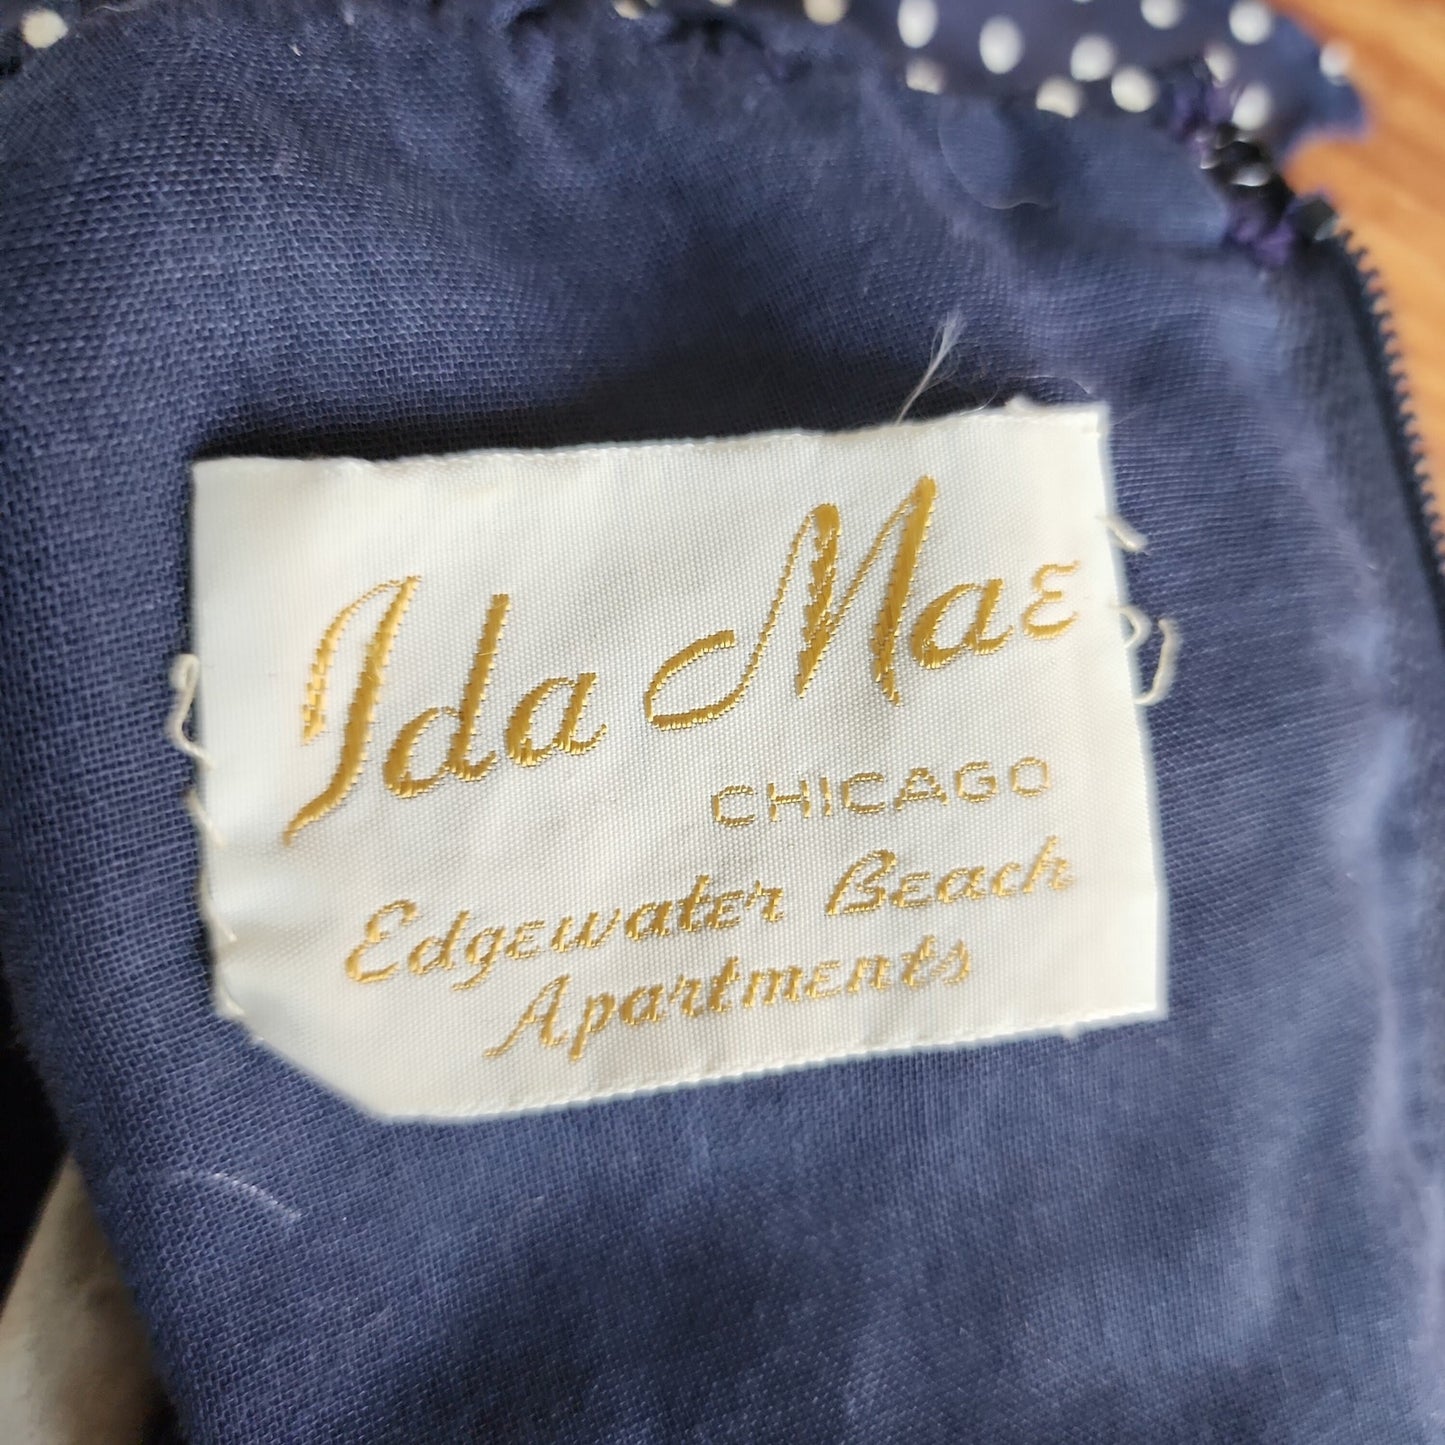 Ida Mae
CHICAGO
Edgewater Beach
Apartments